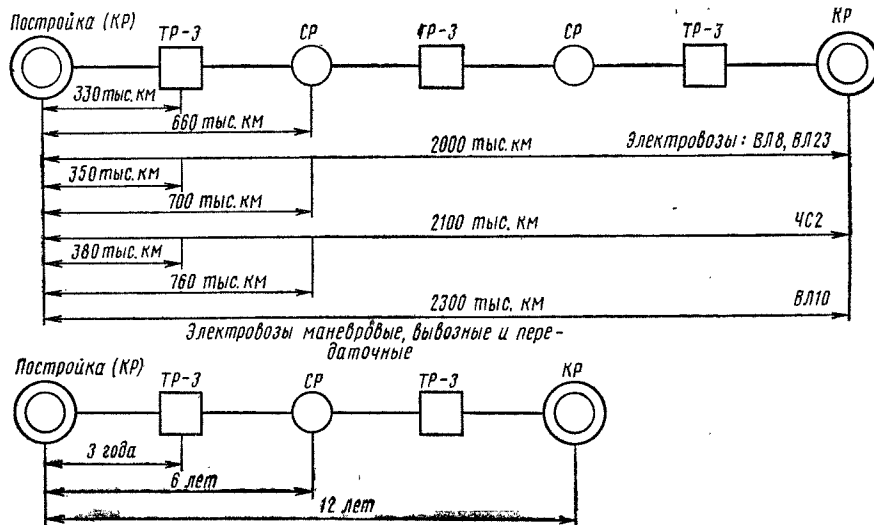 Постройка (КР)
ТР-3
СР
ТР-3
СР
ТР-3
КР
330 тыс. км
660 тыс. км
2000 тыс. км
Электровозы: ВЛ8, ВЛ23
350 тыс. км
700 тыс. км
2100 тыс. км
ЧС2
380 тыс. км
760 тыс. км
2300 тыс. км
ВЛ10
Электровозы маневровые, вывозные и пере-
даточные
Постройка (КР)
ТР-3
СР
ТР-3
КР
3 года
6 лет
12 лет